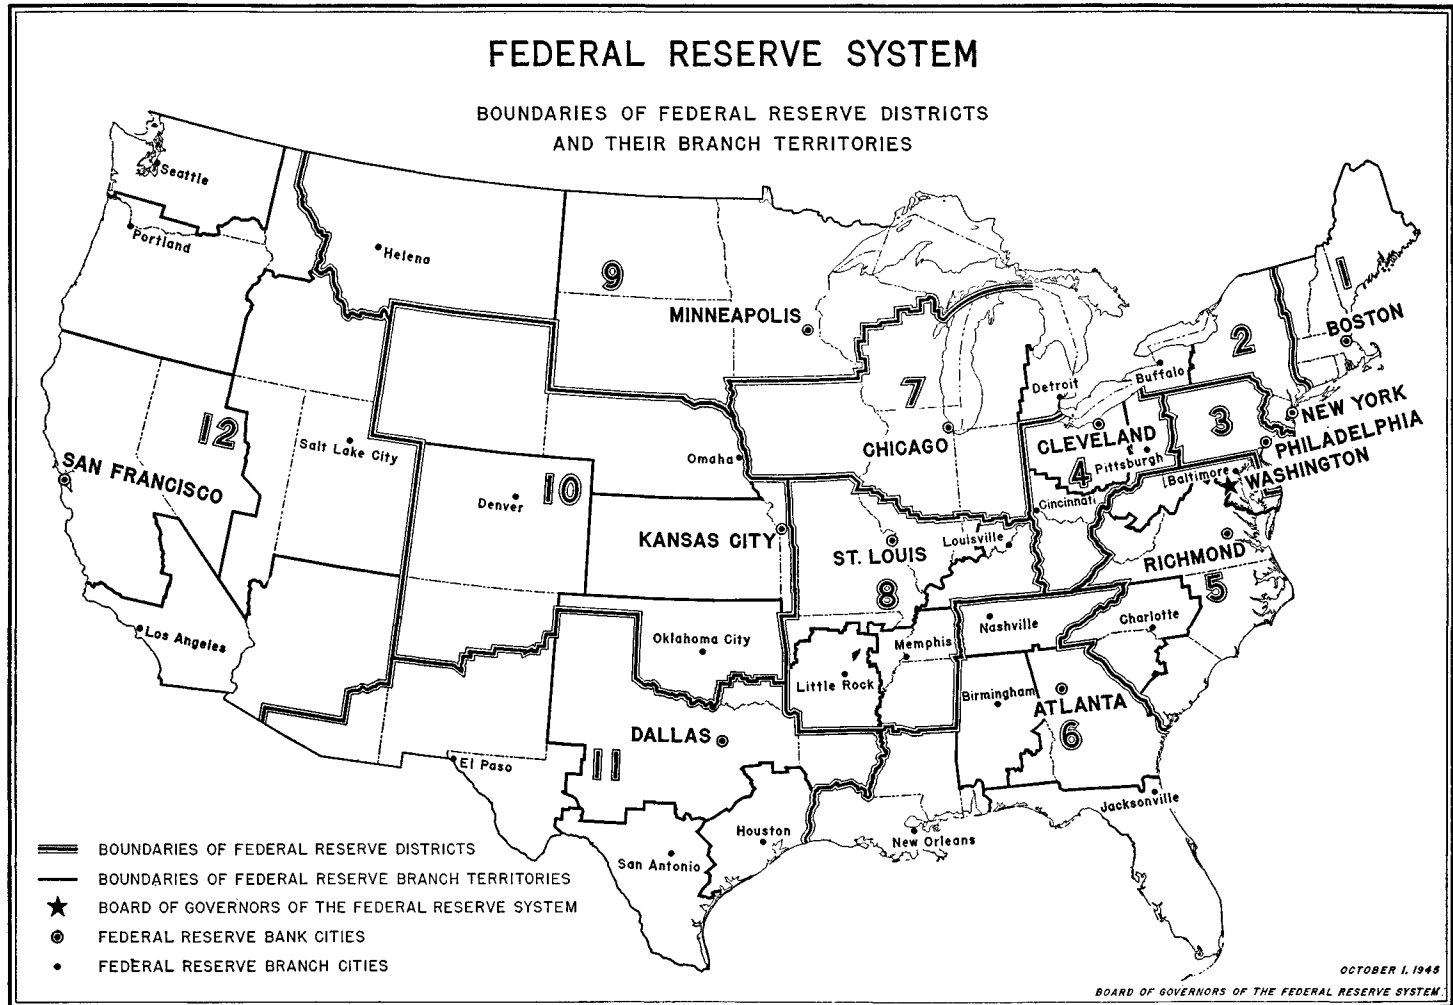 FEDERAL RESERVE SYSTEM
BOUNDARIES OF FEDERAL RESERVE DISTRICTS
AND THEIR BRANCH TERRITORIES
Seattle
Portland
Helena
9
MINNEAPOLIS
1
BOSTON
2
Buffalo
Detroit
7
CHICAGO
CLEVELAND
4
Pittsburgh
3
NEW YORK
PHILADELPHIA
WASHINGTON
Baltimore
12
SAN FRANCISCO
Salt Lake City
Omaha
Denver
10
KANSAS CITY
Cincinnati
ST. LOUIS
8
Louisville
RICHMOND
5
Los Angeles
Oklahoma City
Memphis
Nashville
Charlotte
Little Rock
Birmingham
ATLANTA
6
DALLAS
11
El Paso
Houston
San Antonio
New Orleans
Jacksonville
BOUNDARIES OF FEDERAL RESERVE DISTRICTS
BOUNDARIES OF FEDERAL RESERVE BRANCH TERRITORIES
BOARD OF GOVERNORS OF THE FEDERAL RESERVE SYSTEM
FEDERAL RESERVE BANK CITIES
FEDERAL RESERVE BRANCH CITIES
OCTOBER 1, 1945
BOARD OF GOVERNORS OF THE FEDERAL RESERVE SYSTEM